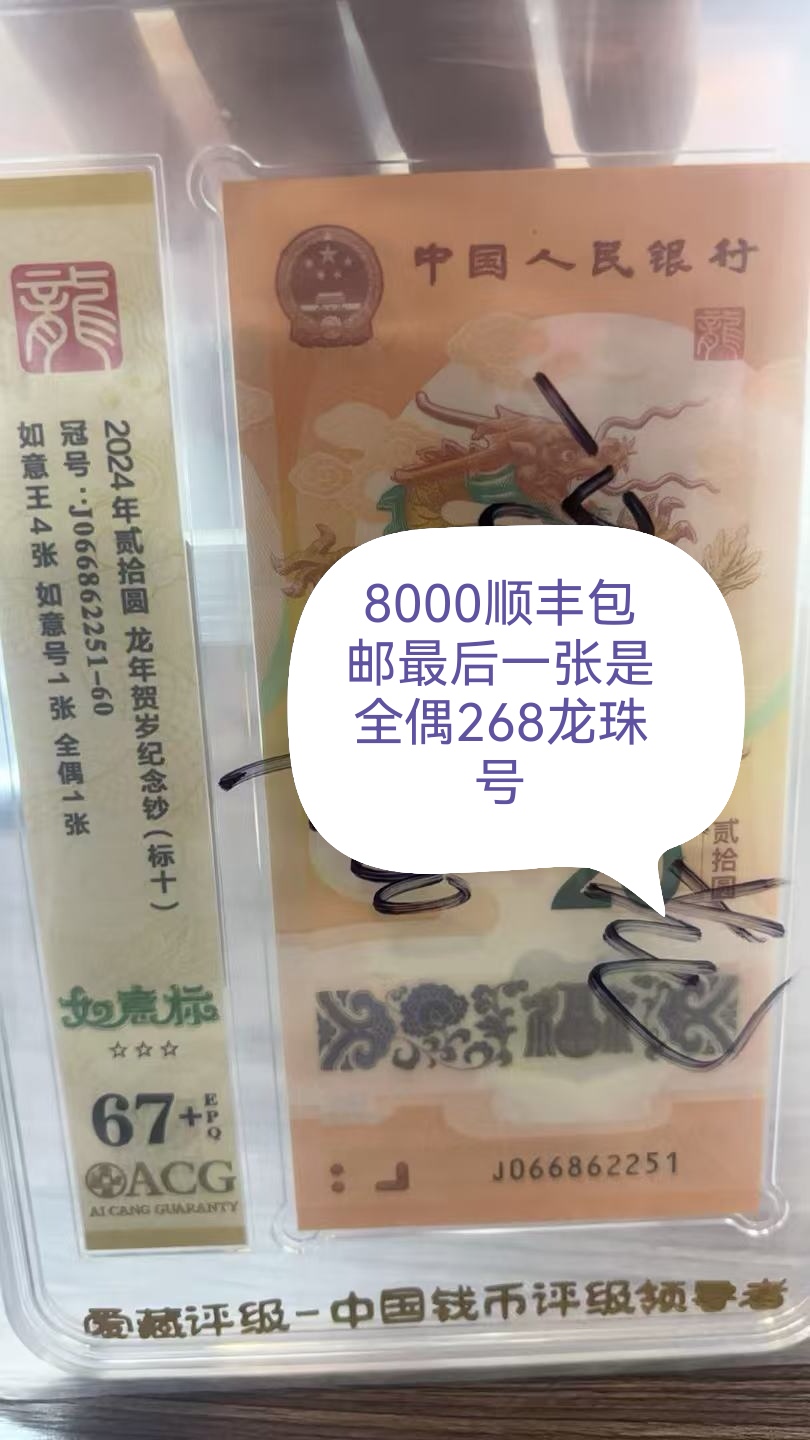 龍
2024年贰拾圆 龙年贺岁纪念钞(标十)
冠号:J066862251-60
如意王4张 如意号1张 全偶1张
如意标
☆☆☆
67+EPQ
ACG
AI CANG GUARANTY
中国人民银行
龍
8000顺丰包
邮最后一张是
全偶268龙珠
号
贰拾圆
20
J066862251
爱藏评级-中国钱币评级领导者